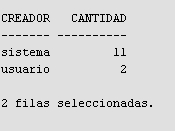 CREADOR   CANTIDAD
------- ----------
sistema         11
usuario          2
2 filas seleccionadas.